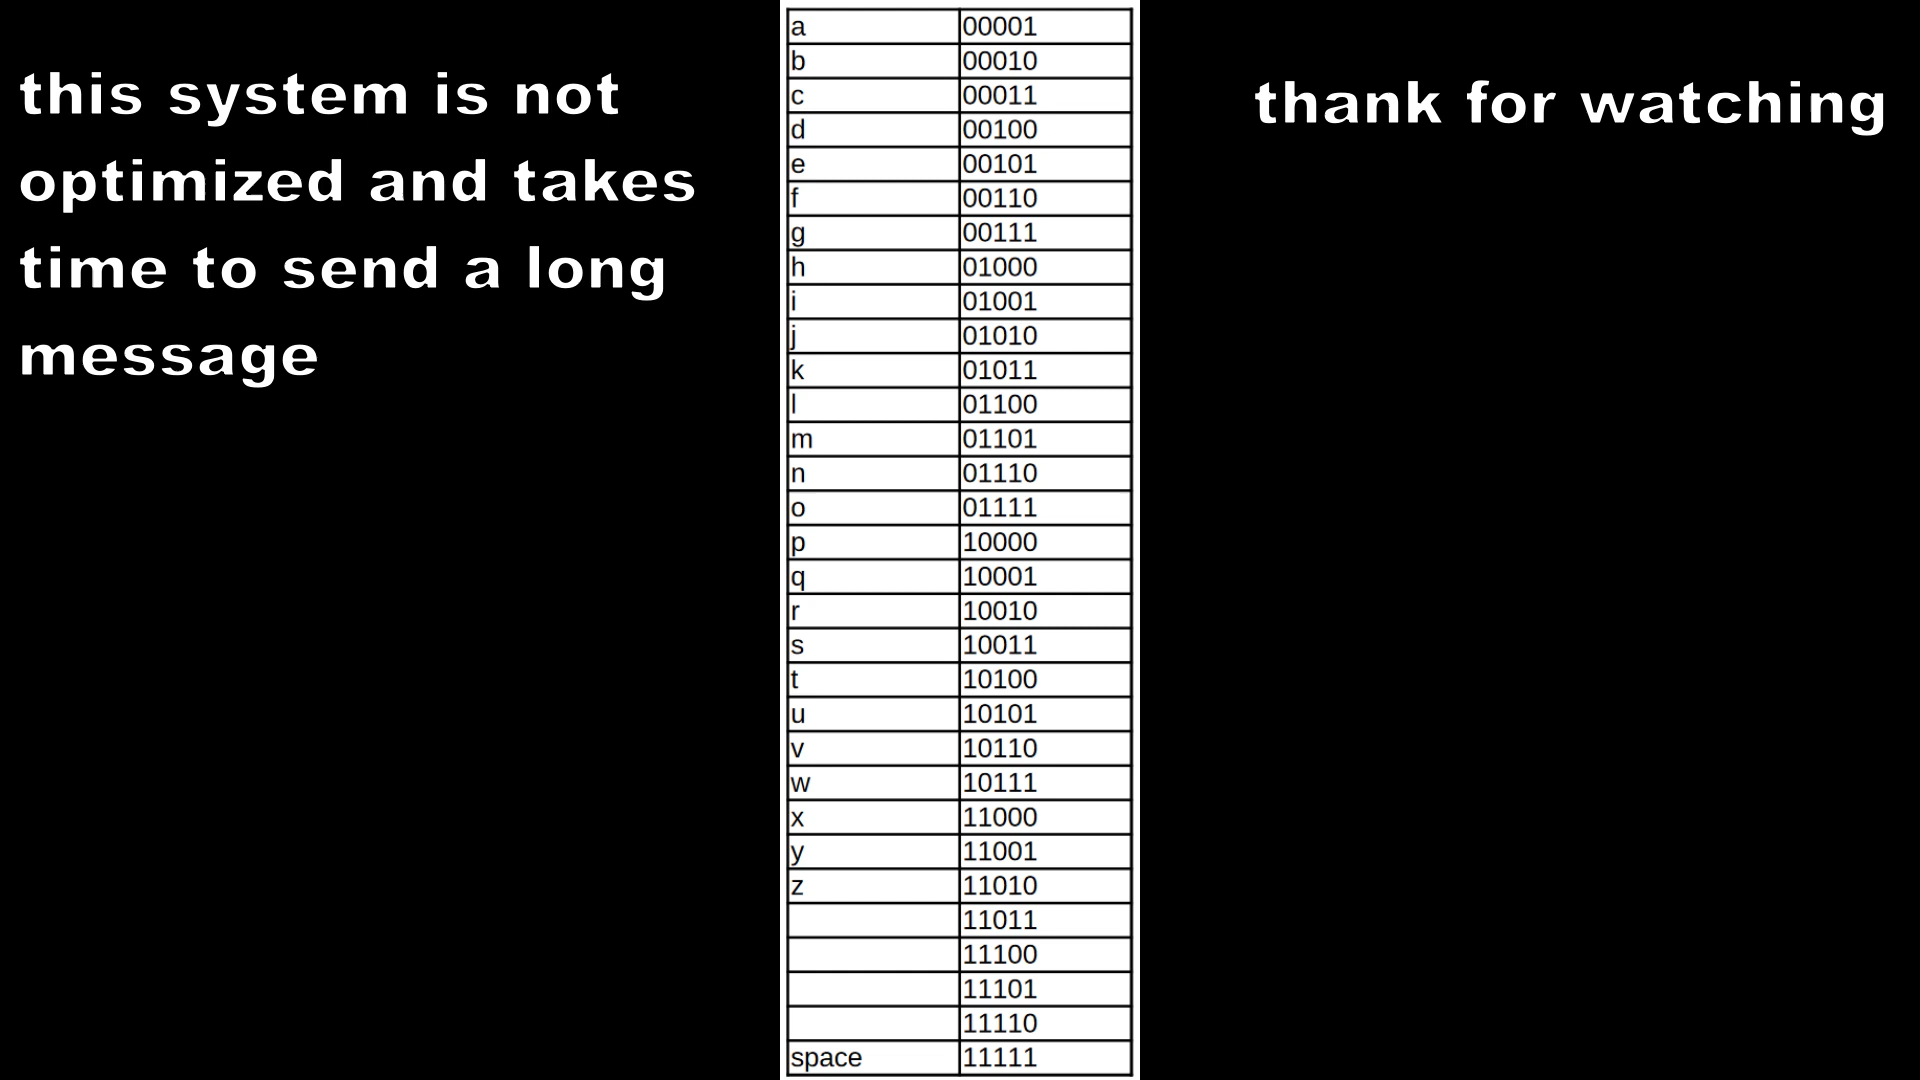 this system is not
optimized and takes
time to send a long
message
a 00001
b 00010
c 00011
d 00100
e 00101
f 00110
g 00111
h 01000
i 01001
j 01010
k 01011
l 01100
m 01101
n 01110
o 01111
p 10000
q 10001
r 10010
s 10011
t 10100
u 10101
v 10110
w 10111
x 11000
y 11001
z 11010
11011
11100
11101
11110
space 11111
thank for watching